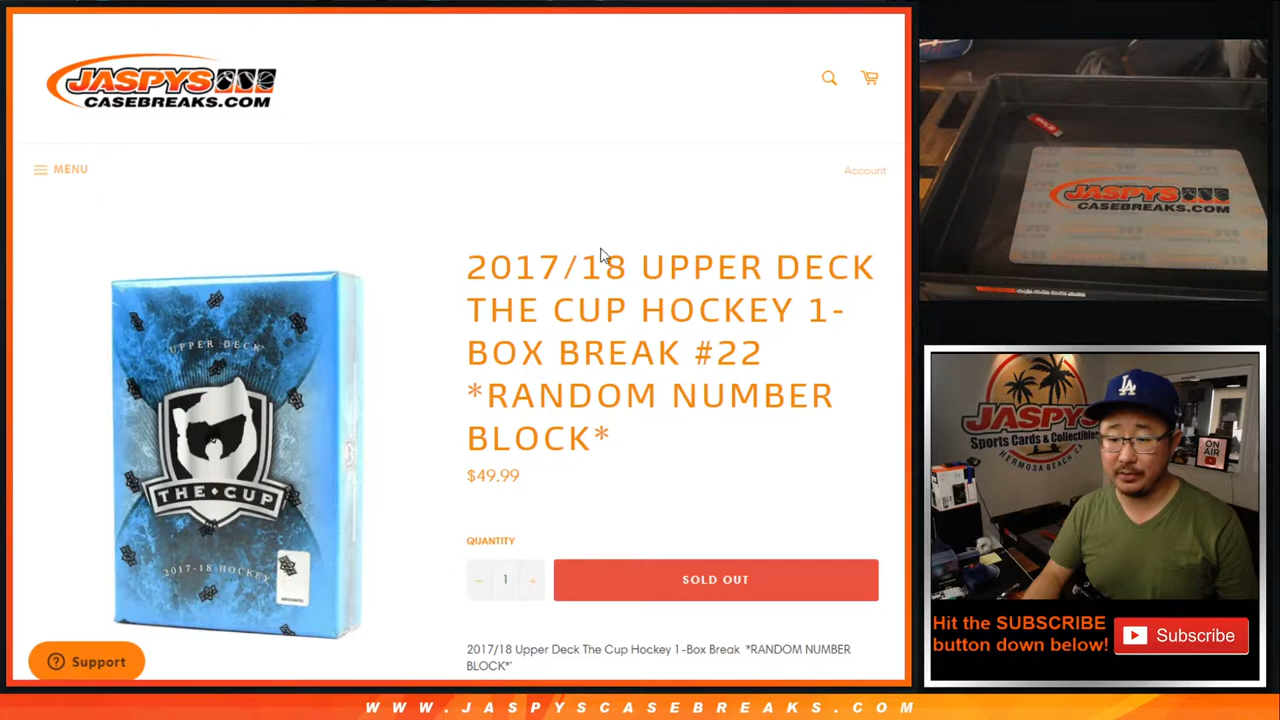 JASPYS
CASEBREAKS.COM
MENU
Account
2017/18 UPPER DECK
THE CUP HOCKEY 1-
BOX BREAK #22
*RANDOM NUMBER
BLOCK*
$49.99
QUANTITY
− 1 +
SOLD OUT
2017/18 Upper Deck The Cup Hockey 1-Box Break *RANDOM NUMBER
BLOCK*
UPPER DECK
THE CUP
2017-18 HOCKEY
Support
JASPYS
CASEBREAKS.COM
JASPYS
Sports Cards & Collectibles
HERMOSA BEACH, CA
LA
ON
AIR
Hit the SUBSCRIBE
button down below!
Subscribe
WWW.JASPYSCASEBREAKS.COM